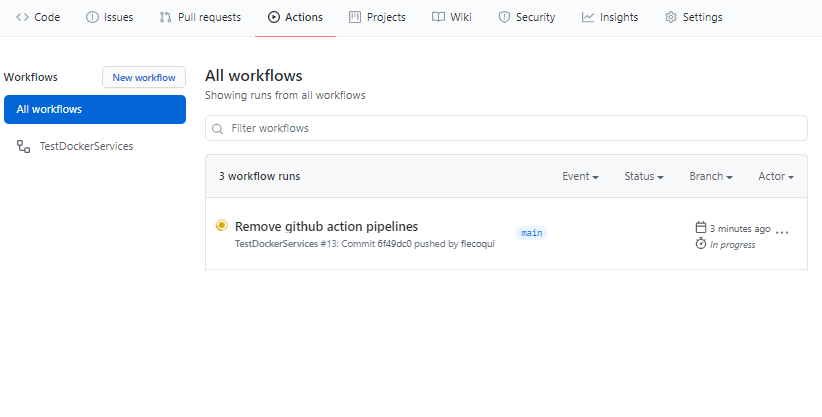 Code Issues Pull requests Actions Projects Wiki Security Insights Settings
Workflows New workflow
All workflows
TestDockerServices
All workflows
Showing runs from all workflows
Filter workflows
3 workflow runs Event Status Branch Actor
Remove github action pipelines
TestDockerServices #13: Commit 6f49dc0 pushed by flecoqui
main
3 minutes ago ...
In progress